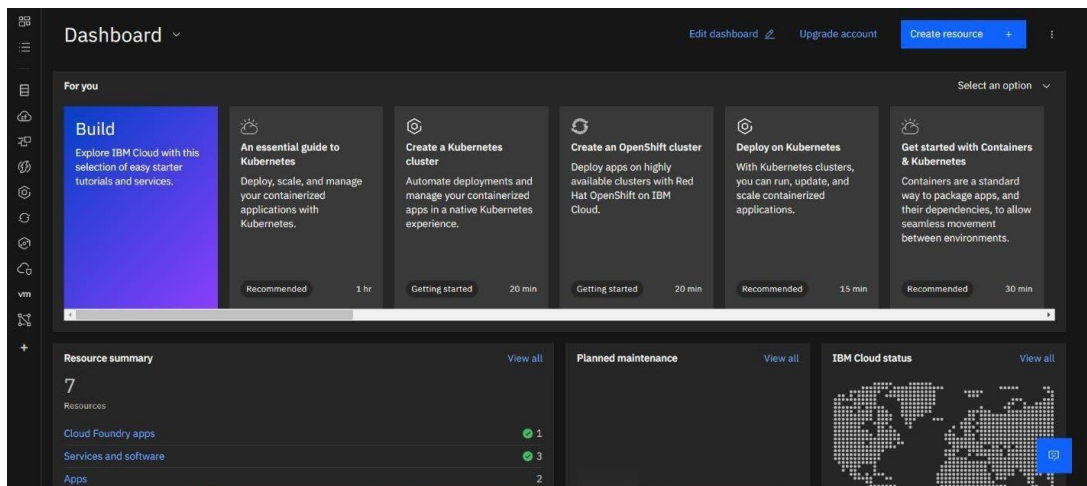 Dashboard
Edit dashboard
Upgrade account
Create resource +
For you
Select an option
Build
Explore IBM Cloud with this
selection of easy starter
tutorials and services.
An essential guide to
Kubernetes
Deploy, scale, and manage
your containerized
applications with
Kubernetes.
Recommended 1 hr
Create a Kubernetes
cluster
Automate deployments and
manage your containerized
apps in a native Kubernetes
experience.
Getting started 20 min
Create an OpenShift cluster
Deploy apps on highly
available clusters with Red
Hat OpenShift on IBM
Cloud.
Getting started 20 min
Deploy on Kubernetes
With Kubernetes clusters,
you can run, update, and
scale containerized
applications.
Recommended 15 min
Get started with Containers
& Kubernetes
Containers are a standard
way to package apps, and
their dependencies, to allow
seamless movement
between environments.
Recommended 30 min
vm
+
Resource summary View all
7
Resources
Cloud Foundry apps 1
Services and software 3
Apps 2
Planned maintenance View all
IBM Cloud status View all